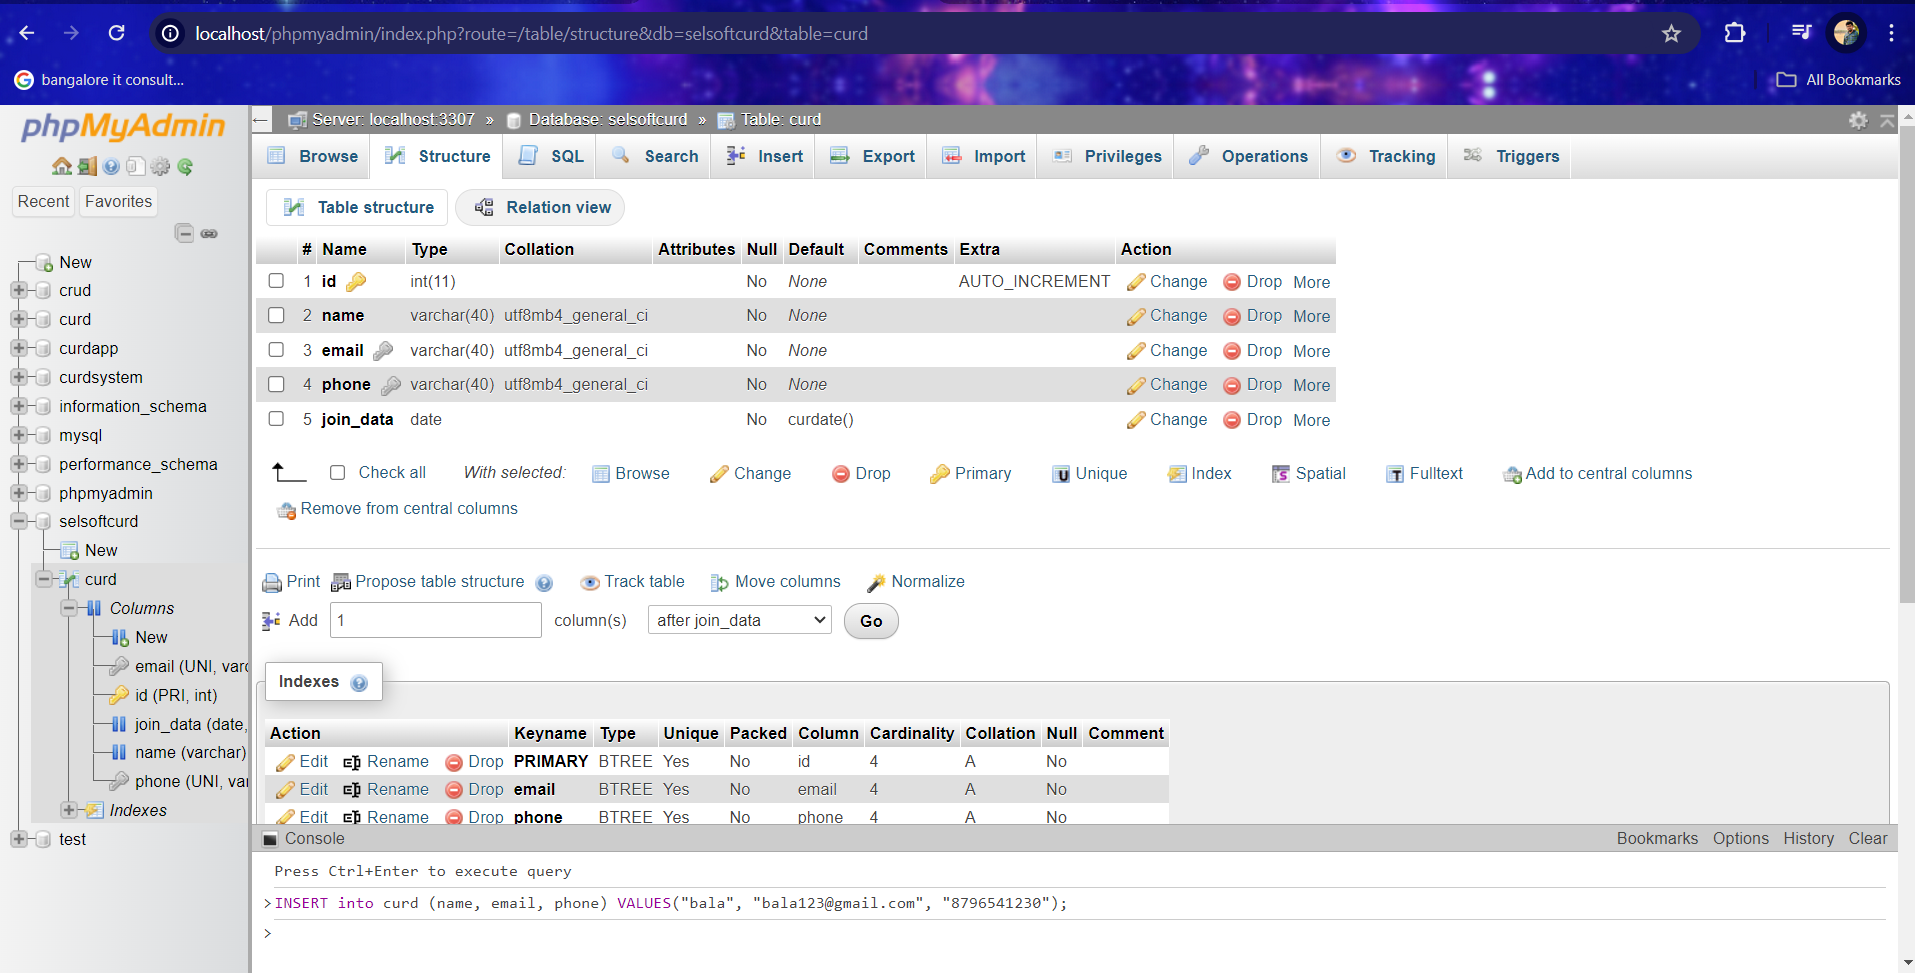 localhost/phpmyadmin/index.php?route=/table/structure&db=selsoftcurd&table=curd
bangalore it consult...
All Bookmarks
phpMyAdmin
Recent Favorites
New
crud
curd
curdapp
curdsystem
information_schema
mysql
performance_schema
phpmyadmin
selsoftcurd
New
curd
Columns
New
email (UNI, varc
id (PRI, int)
join_data (date,
name (varchar)
phone (UNI, var
Indexes
test
Server: localhost:3307 » Database: selsoftcurd » Table: curd
Browse Structure SQL Search Insert Export Import Privileges Operations Tracking Triggers
Table structure Relation view
# Name Type Collation Attributes Null Default Comments Extra Action
1 id int(11) No None AUTO_INCREMENT Change Drop More
2 name varchar(40) utf8mb4_general_ci No None Change Drop More
3 email varchar(40) utf8mb4_general_ci No None Change Drop More
4 phone varchar(40) utf8mb4_general_ci No None Change Drop More
5 join_data date No curdate() Change Drop More
Check all With selected: Browse Change Drop Primary Unique Index Spatial Fulltext Add to central columns
Remove from central columns
Print Propose table structure Track table Move columns Normalize
Add 1 column(s) after join_data Go
Indexes
Action Keyname Type Unique Packed Column Cardinality Collation Null Comment
Edit Rename Drop PRIMARY BTREE Yes No id 4 A No
Edit Rename Drop email BTREE Yes No email 4 A No
Edit Rename Drop phone BTREE Yes No phone 4 A No
Console Bookmarks Options History Clear
Press Ctrl+Enter to execute query
>INSERT into curd (name, email, phone) VALUES("bala", "bala123@gmail.com", "8796541230");
>